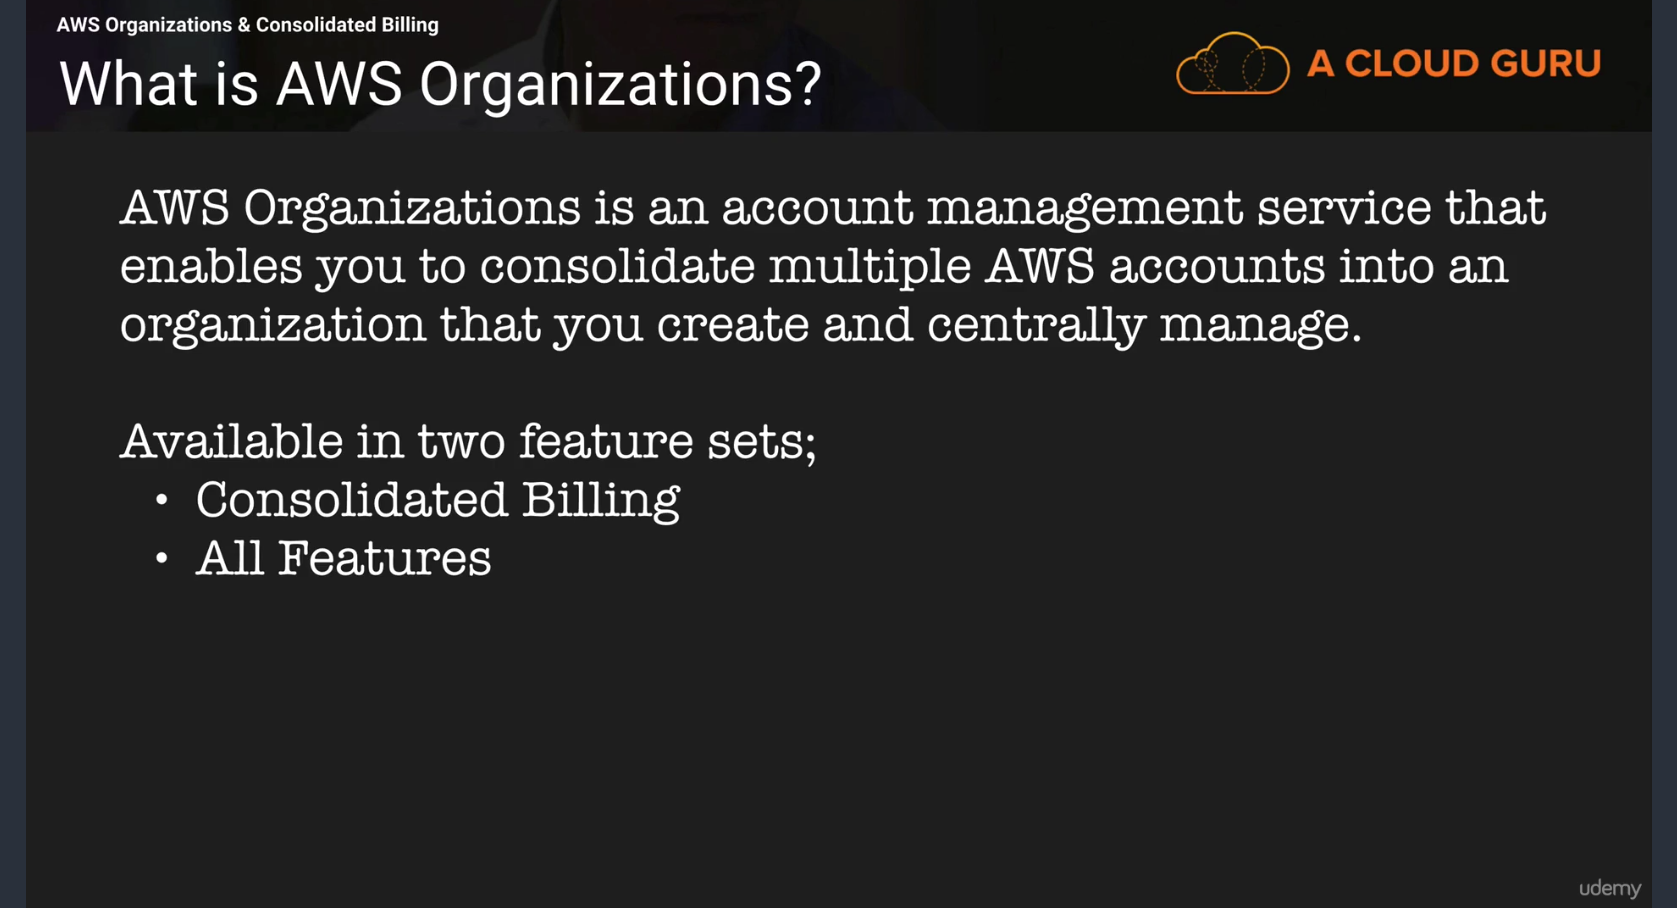 AWS Organizations & Consolidated Billing
What is AWS Organizations?
A CLOUD GURU
AWS Organizations is an account management service that
enables you to consolidate multiple AWS accounts into an
organization that you create and centrally manage.
Available in two feature sets;
• Consolidated Billing
• All Features
udemy